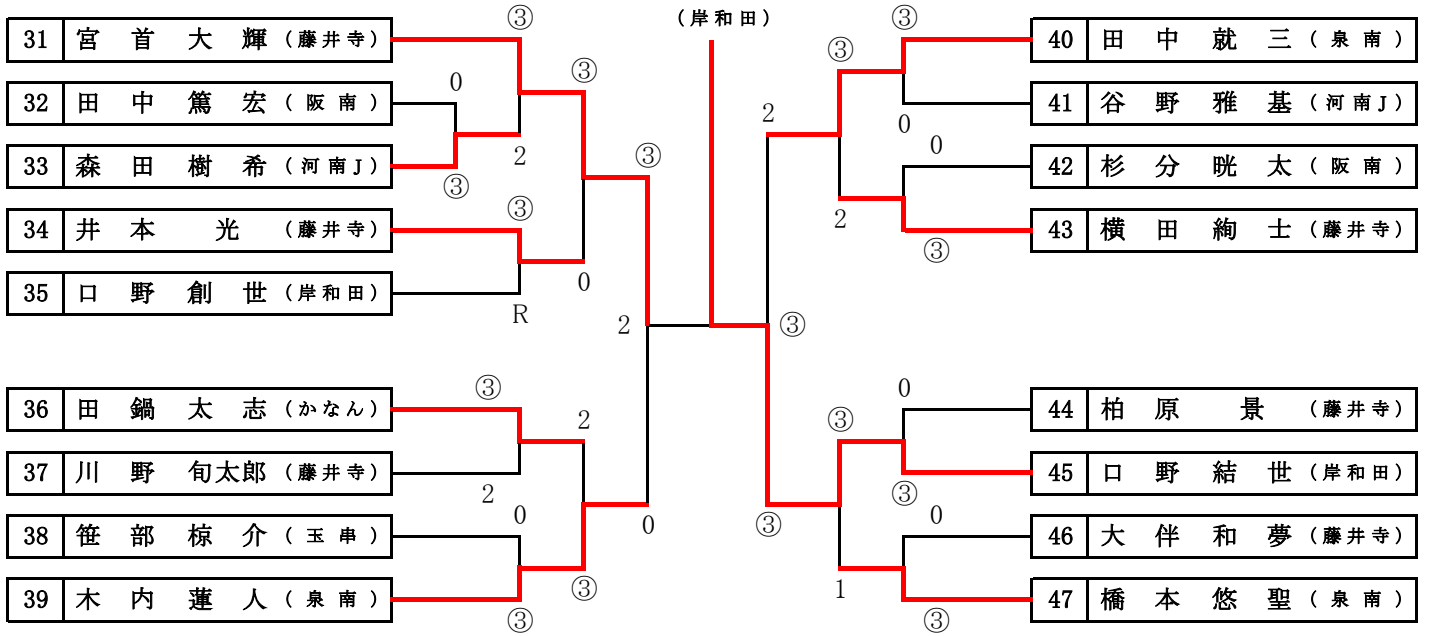 (岸和田)
31 宮首大輝 (藤井寺)
③
③
0
32 田中篤宏 (阪南)
2
33 森田樹希 (河南J)
③
③
③
34 井本光 (藤井寺)
0
35 口野創世 (岸和田)
R
2
36 田鍋太志 (かなん)
③
2
37 川野旬太郎 (藤井寺)
2
0
38 笹部椋介 (玉串)
0
39 木内蓮人 (泉南)
③
③
③
③
40 田中就三 (泉南)
2
41 谷野雅基 (河南J)
0
0
42 杉分晄太 (阪南)
2
43 横田絢士 (藤井寺)
③
③
0
44 柏原景 (藤井寺)
③
45 口野結世 (岸和田)
③
0
③
46 大伴和夢 (藤井寺)
1
47 橋本悠聖 (泉南)
③